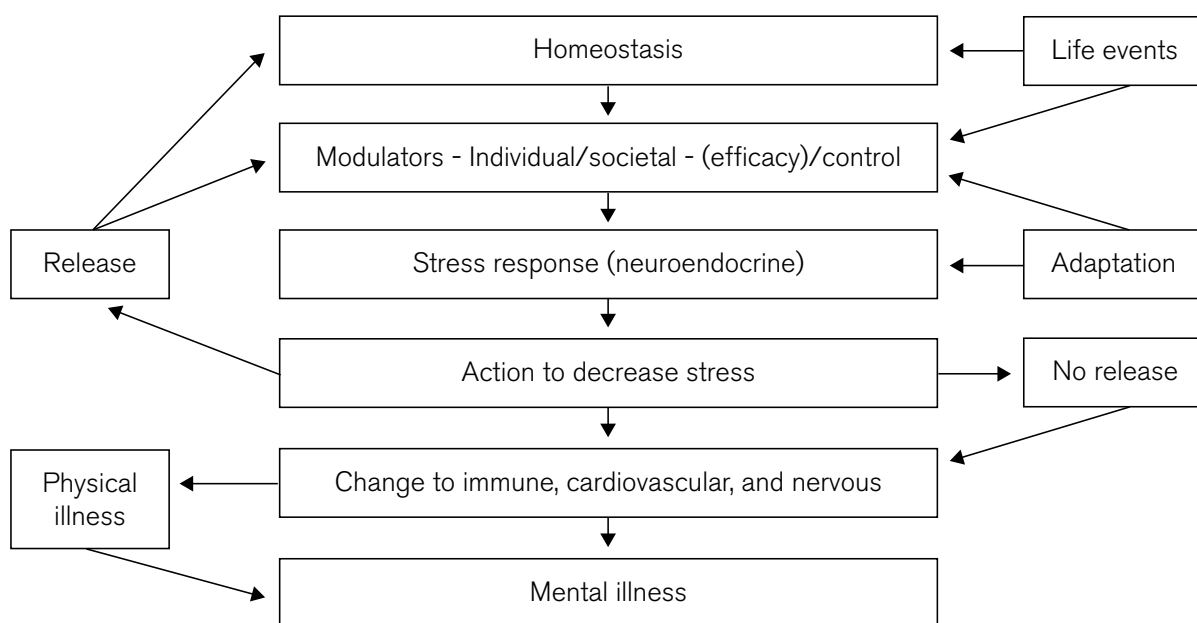 Homeostasis
Life events
Modulators - Individual/societal - (efficacy)/control
Release
Stress response (neuroendocrine)
Adaptation
Action to decrease stress
No release
Physical
illness
Change to immune, cardiovascular, and nervous
Mental illness